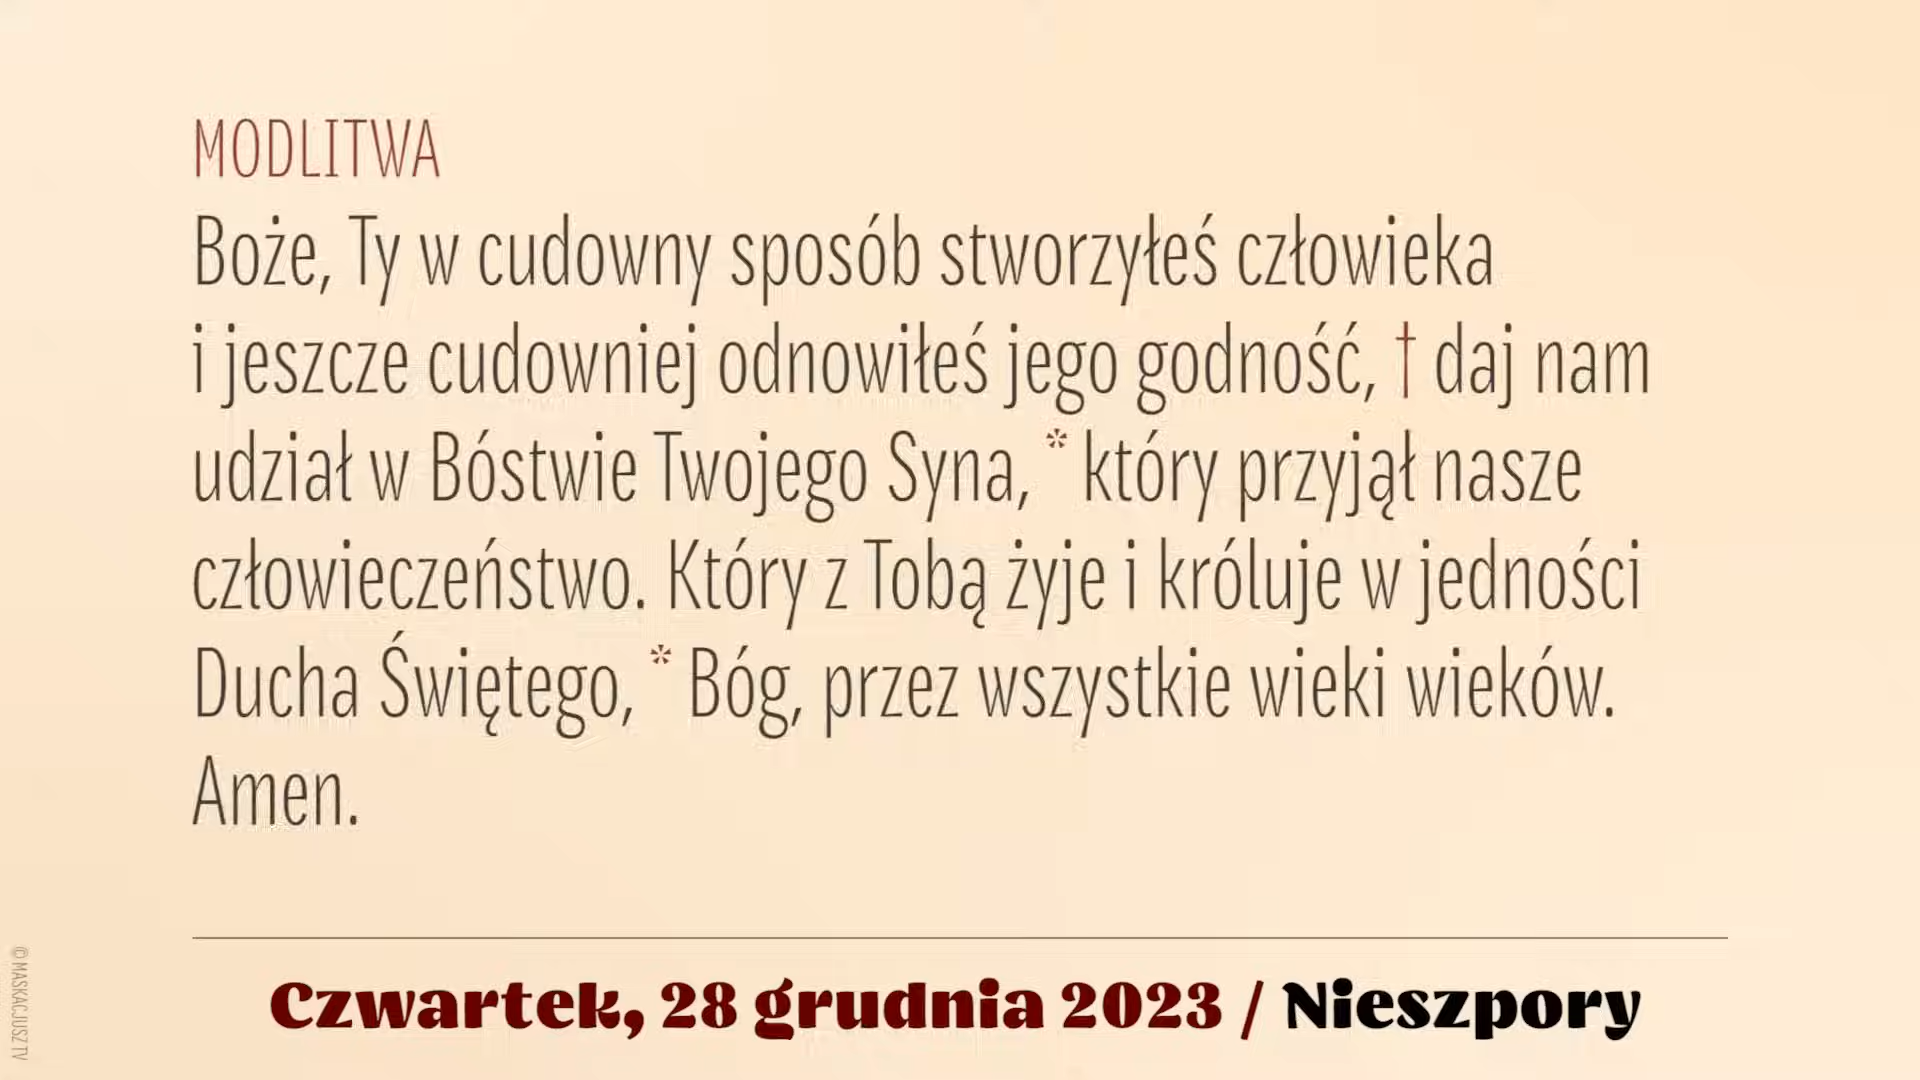 MODLITWA
Boże, Ty w cudowny sposób stworzyłeś człowieka
i jeszcze cudowniej odnowiłeś jego godność, † daj nam
udział w Bóstwie Twojego Syna, * który przyjął nasze
człowieczeństwo. Który z Tobą żyje i króluje w jedności
Ducha Świętego, * Bóg, przez wszystkie wieki wieków.
Amen.
Czwartek, 28 grudnia 2023 / Nieszpory
© MASKACJUSZ TV